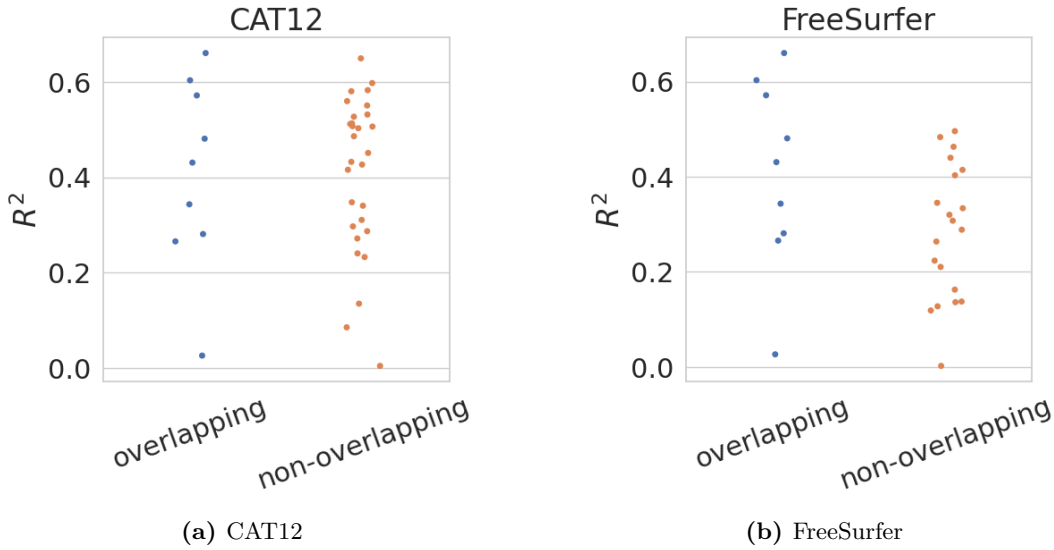 CAT12
0.6
0.4
0.2
0.0
R²
overlapping
non-overlapping
(a) CAT12
FreeSurfer
0.6
0.4
0.2
0.0
R²
overlapping
non-overlapping
(b) FreeSurfer